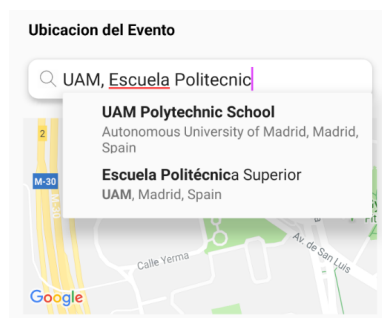 Ubicacion del Evento
UAM, Escuela Politecnic
UAM Polytechnic School
Autonomous University of Madrid, Madrid,
Spain
Escuela Politécnica Superior
UAM, Madrid, Spain
2
M-30
Calle Yerma
Av. de San Luis
Google